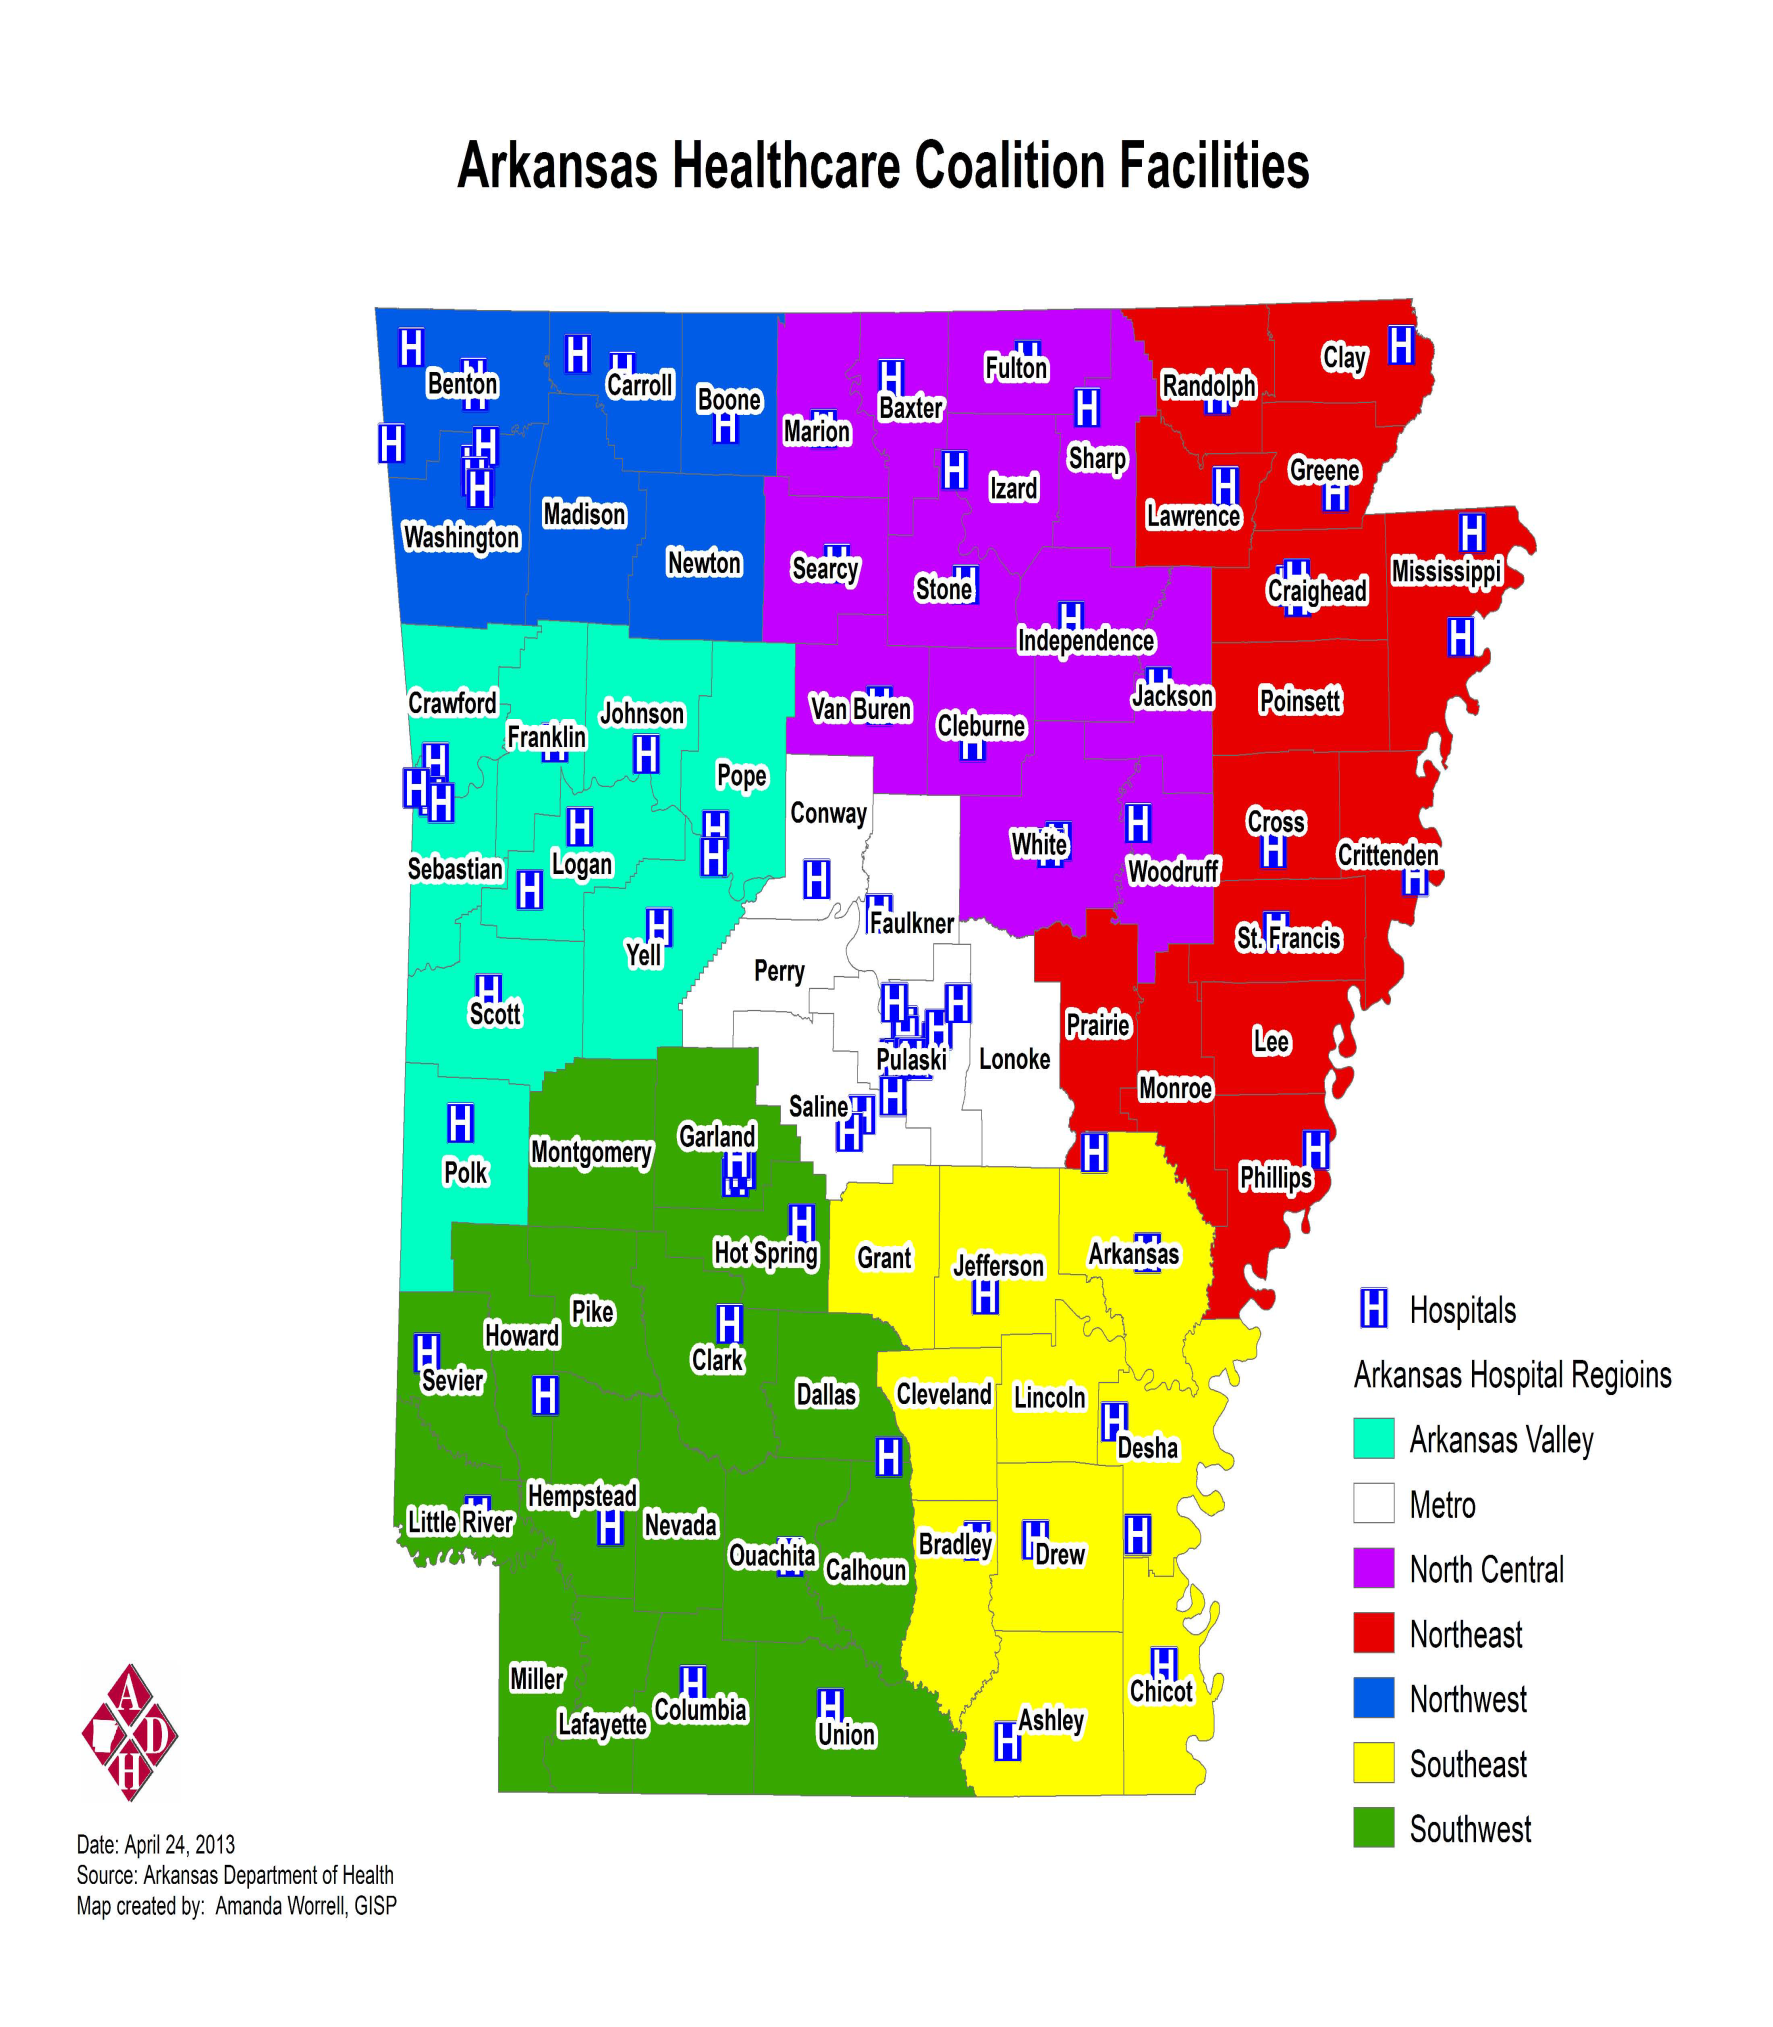 Arkansas Healthcare Coalition Facilities
H H H
Benton Carroll Boone
H H
Marion Baxter Fulton Sharp Izard
Randolph Clay
H
Lawrence Greene
Washington Madison Newton
Searcy Stone Independence Jackson
Craighead Mississippi
Poinsett
Crawford Franklin Johnson Pope
Van Buren Cleburne
Conway White Woodruff
Cross Crittenden
Sebastian Logan
Yell Perry Faulkner
St. Francis
Scott Pulaski Lonoke
Prairie Monroe Lee
Polk Montgomery Garland Saline
Phillips
Hot Spring Grant Jefferson Arkansas
Howard Pike Clark
Sevier Dallas Cleveland Lincoln Desha
Little River Hempstead Nevada Ouachita Calhoun
Bradley Drew
Miller Lafayette Columbia Union
Ashley Chicot
H Hospitals
Arkansas Hospital Regioins
Arkansas Valley
Metro
North Central
Northeast
Northwest
Southeast
Southwest
A
D
H
Date: April 24, 2013
Source: Arkansas Department of Health
Map created by: Amanda Worrell, GISP